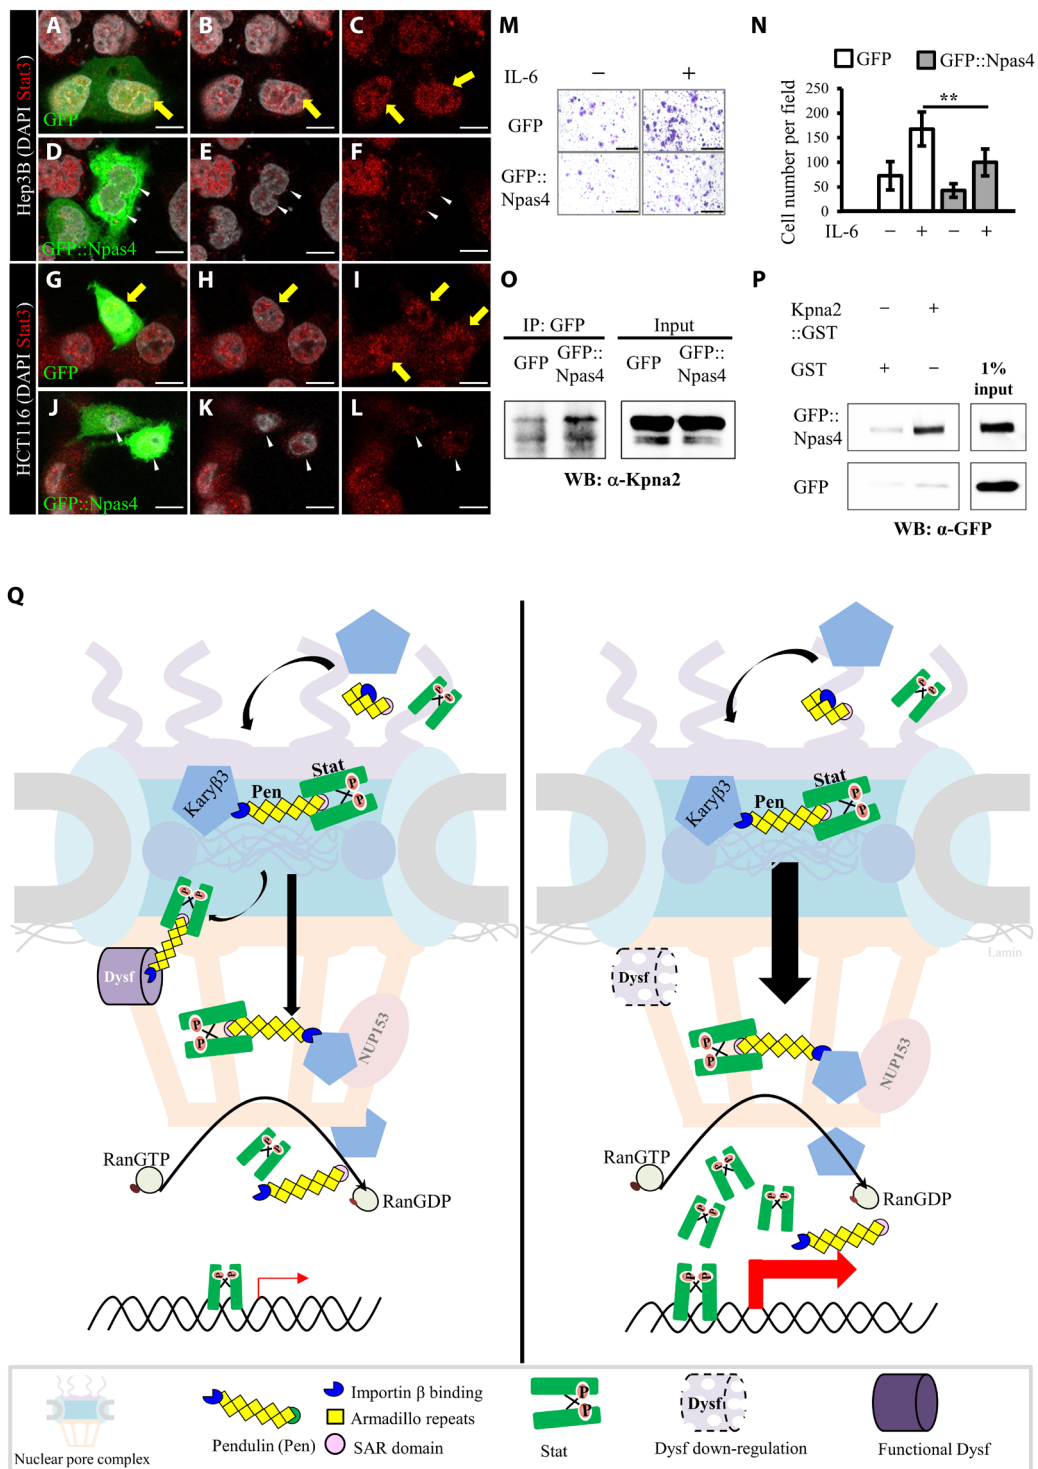 A
B
C
Hep3B (DAPI Stat3)
GFP
D
E
F
GFP::Npas4
G
H
I
HCT116 (DAPI Stat3)
GFP
J
K
L
GFP::Npas4
M
IL-6 − +
GFP
GFP::
Npas4
N
GFP GFP::Npas4
Cell number per field
250
200
150
100
50
0
**
IL-6 − + − +
O
IP: GFP Input
GFP GFP::
Npas4
GFP GFP::
Npas4
WB: α-Kpna2
P
Kpna2 − +
::GST
GST + − 1%
input
GFP::
Npas4
GFP
WB: α-GFP
Q
Karyβ3
Pen
Stat
P
P
P
P
Dysf
P
P
NUP153
RanGTP
RanGDP
Karyβ3
Pen
Stat
P
P
Lamin
Dysf
P
P
NUP153
RanGTP
RanGDP
Nuclear pore complex
Pendulin (Pen)
Importin β binding
Armadillo repeats
SAR domain
P
P
Stat
Dysf
Dysf down-regulation
Functional Dysf